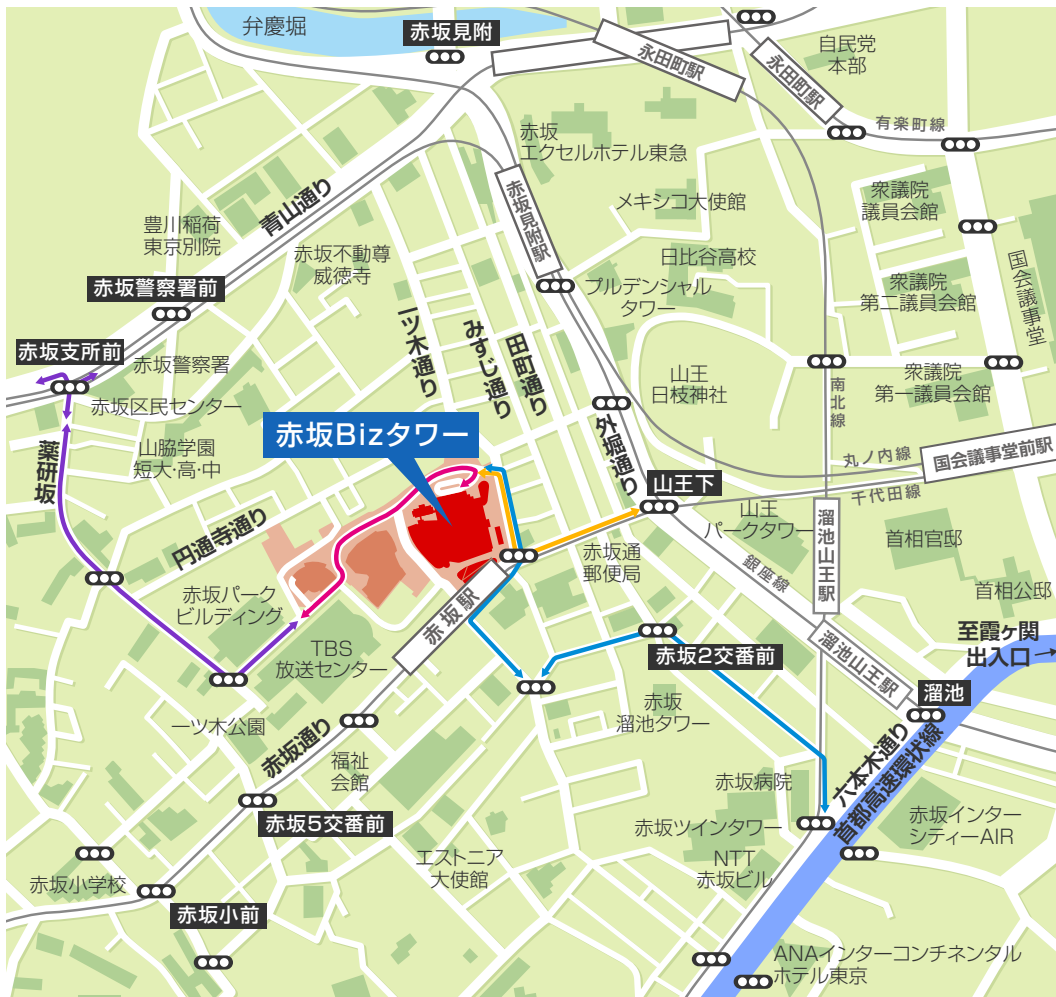 弁慶堀
赤坂見附
永田町駅
自民党
本部
永田町駅
有楽町線
赤坂
エクセルホテル東急
赤坂見附駅
メキシコ大使館
衆議院
議員会館
豊川稲荷
東京別院
青山通り
赤坂不動尊
威徳寺
日比谷高校
プルデンシャル
タワー
衆議院
第二議員会館
国会議事堂
赤坂警察署前
一ツ木通り
みすじ通り
田町通り
赤坂支所前
赤坂警察署
赤坂区民センター
山王
日枝神社
南北線
衆議院
第一議員会館
薬研坂
山脇学園
短大・高・中
赤坂Bizタワー
外堀通り
丸ノ内線
国会議事堂前駅
千代田線
山王下
円通寺通り
山王
パークタワー
溜池山王駅
首相官邸
赤坂通
郵便局
銀座線
首相公邸
赤坂パーク
ビルディング
赤坂駅
TBS
放送センター
赤坂2交番前
溜池山王駅
至霞ヶ関
出入口→
溜池
一ツ木公園
赤坂通り
福祉
会館
赤坂
溜池タワー
六本木通り
首都高速環状線
赤坂病院
赤坂5交番前
赤坂ツインタワー
赤坂インター
シティーAIR
エストニア
大使館
NTT
赤坂ビル
赤坂小学校
赤坂小前
ANAインターコンチネンタル
ホテル東京